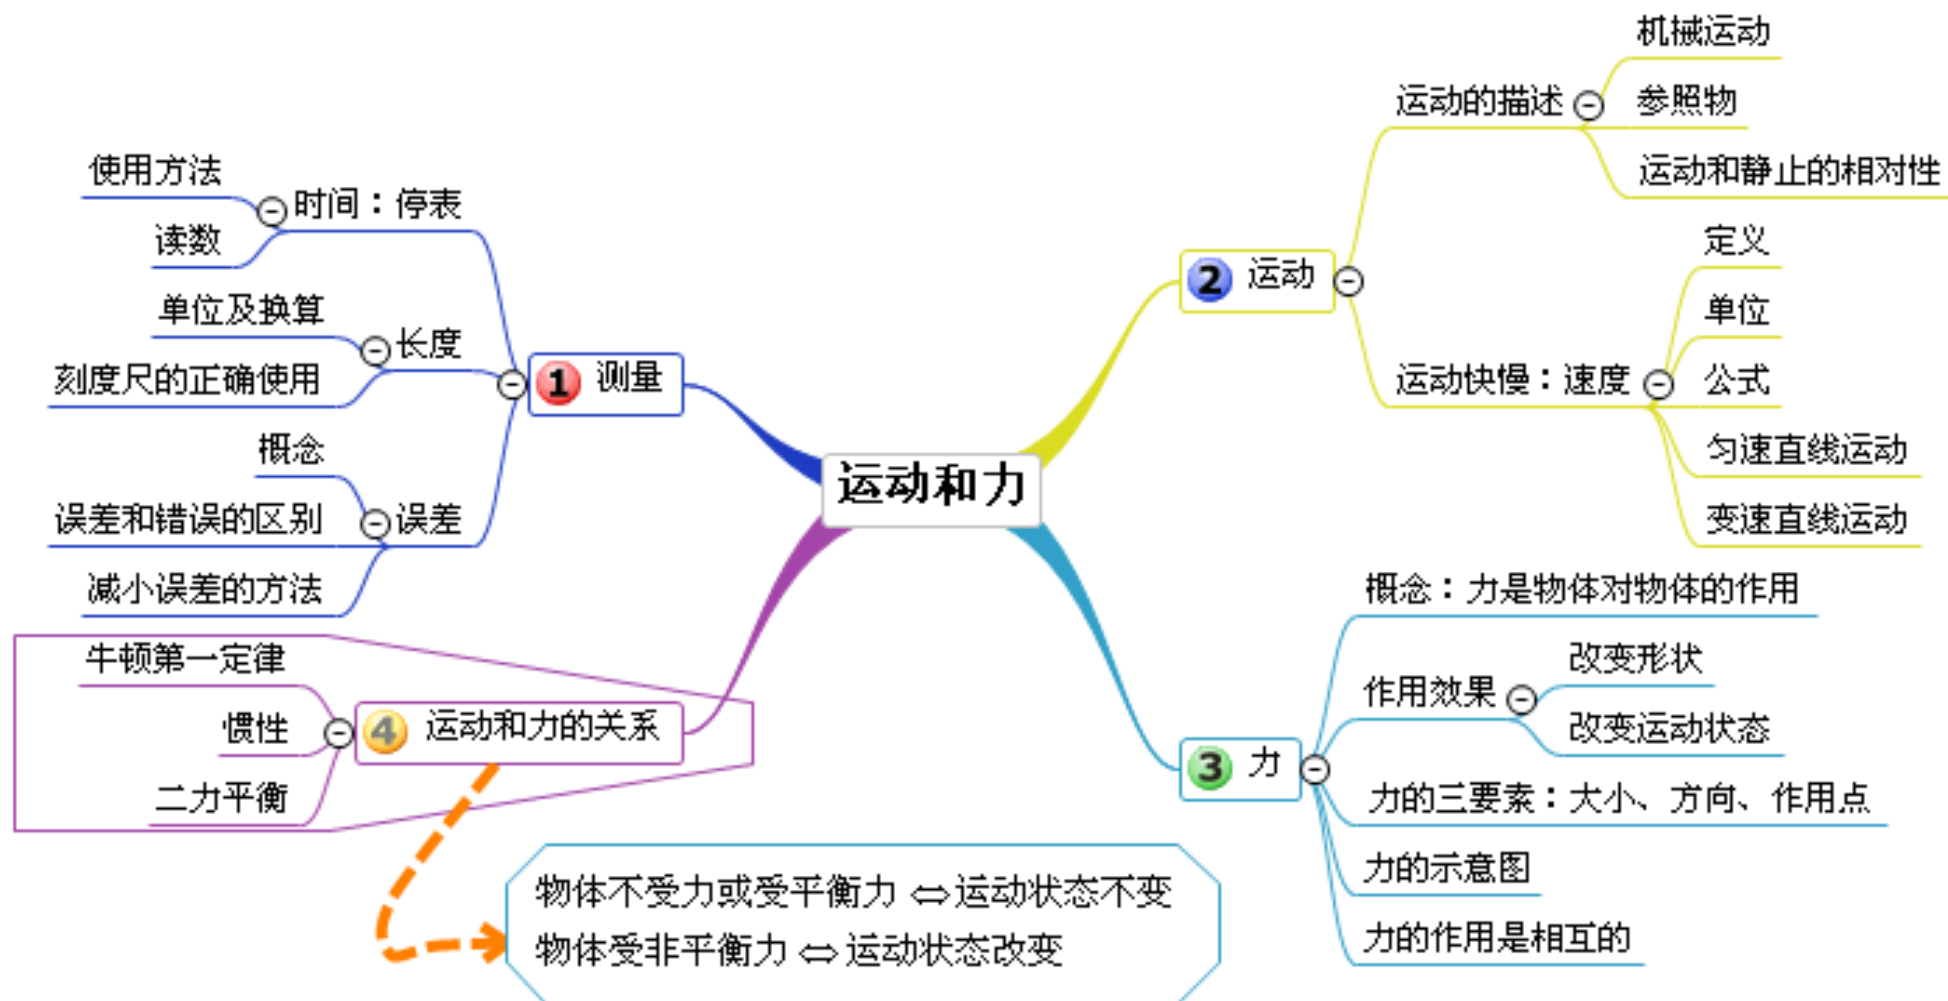 运动和力
1 测量
时间：停表
使用方法
读数
长度
单位及换算
刻度尺的正确使用
误差
概念
误差和错误的区别
减小误差的方法
2 运动
运动的描述
机械运动
参照物
运动和静止的相对性
运动快慢：速度
定义
单位
公式
匀速直线运动
变速直线运动
3 力
概念：力是物体对物体的作用
作用效果
改变形状
改变运动状态
力的三要素：大小、方向、作用点
力的示意图
力的作用是相互的
4 运动和力的关系
牛顿第一定律
惯性
二力平衡
物体不受力或受平衡力 ⇔ 运动状态不变
物体受非平衡力 ⇔ 运动状态改变